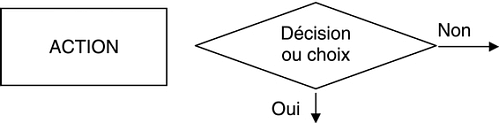 ACTION
Décision
ou choix
Non
Oui